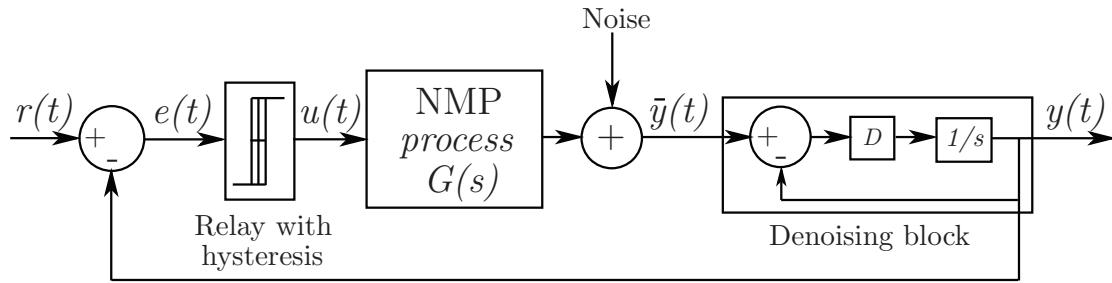 Noise
r(t)
+
-
e(t)
u(t)
NMP
process
G(s)
+
ȳ(t)
+
-
D
1/s
y(t)
Relay with
hysteresis
Denoising block